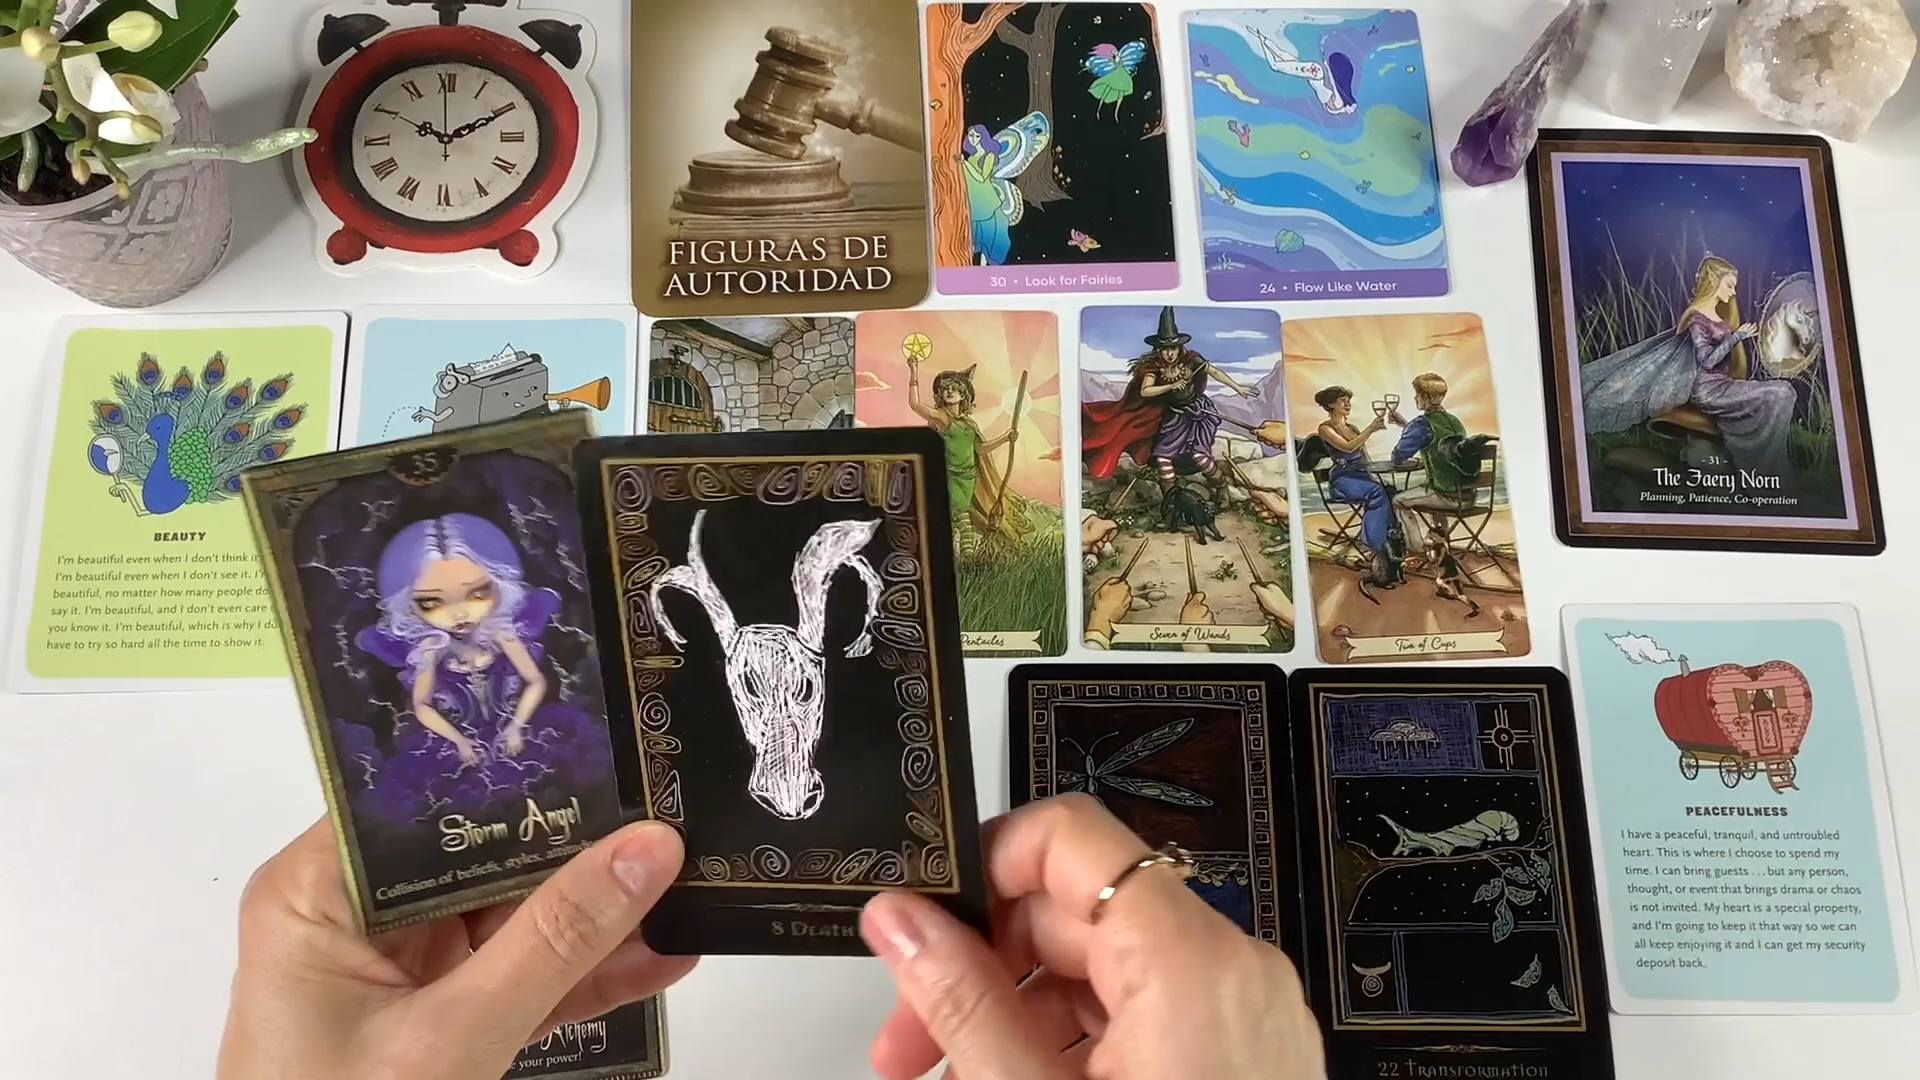 XII
FIGURAS DE
AUTORIDAD
30 • Look for Fairies
24 • Flow Like Water
- 31 -
The Faery Norn
Planning, Patience, Co-operation
BEAUTY
I'm beautiful even when I don't think
I'm beautiful even when I don't see it.
beautiful, no matter how many people
say it. I'm beautiful, and I don't even care
you know it. I'm beautiful, which is why I
have to try so hard all the time to show it.
35
Storm Angel
Collision of beliefs, styles,
8 Death
Pentacles
Seven of Wands
Two of Cups
PEACEFULNESS
I have a peaceful, tranquil, and untroubled
heart. This is where I choose to spend my
time. I can bring guests . . . but any person,
thought, or event that brings drama or chaos
is not invited. My heart is a special property,
and I'm going to keep it that way so we can
all keep enjoying it and I can get my security
deposit back.
22 Transformation
Alchemy
your power!